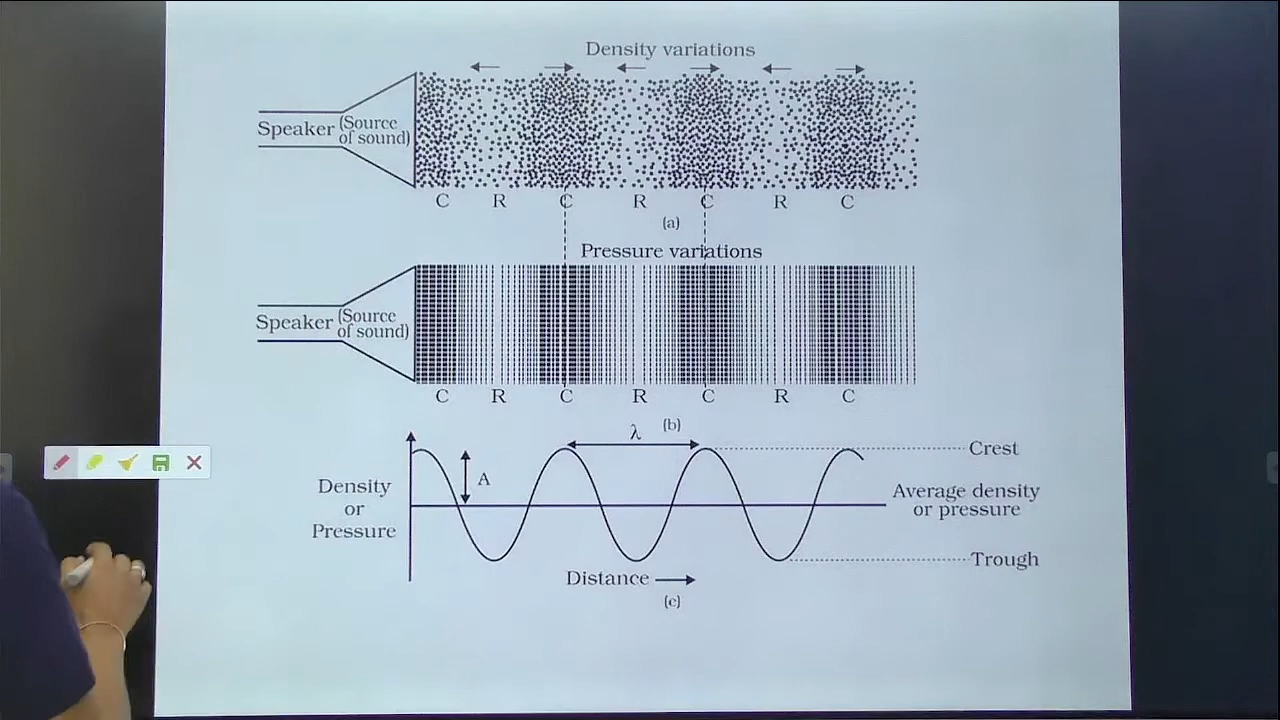 Density variations
Speaker (Source
of sound)
C R C R C R C
(a)
Pressure variations
Speaker (Source
of sound)
C R C R C R C
(b)
λ
Crest
A
Density
or
Pressure
Average density
or pressure
Trough
Distance
(c)